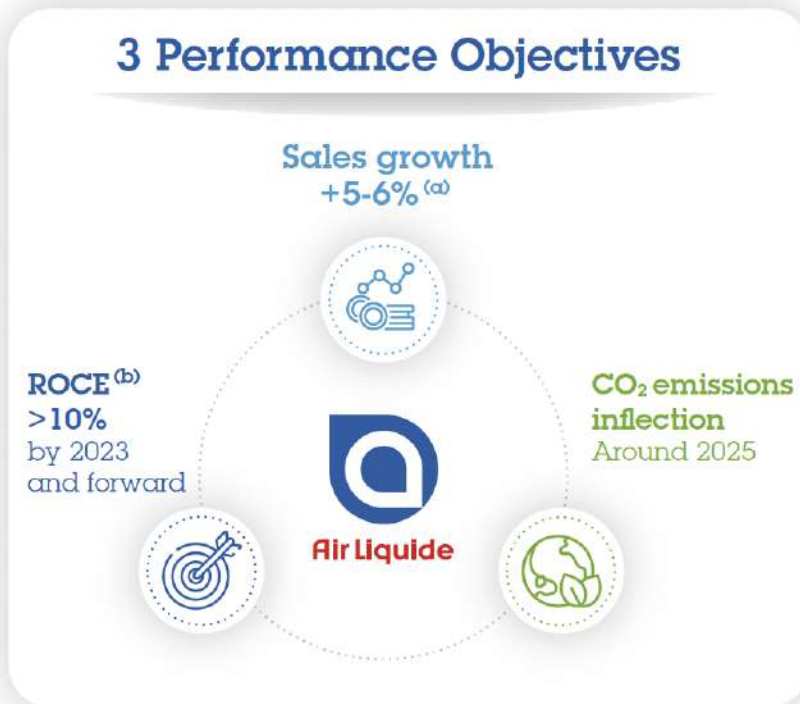 3 Performance Objectives
Sales growth
+5-6% (a)
ROCE (b)
>10%
by 2023
and forward
CO₂ emissions
inflection
Around 2025
Air Liquide